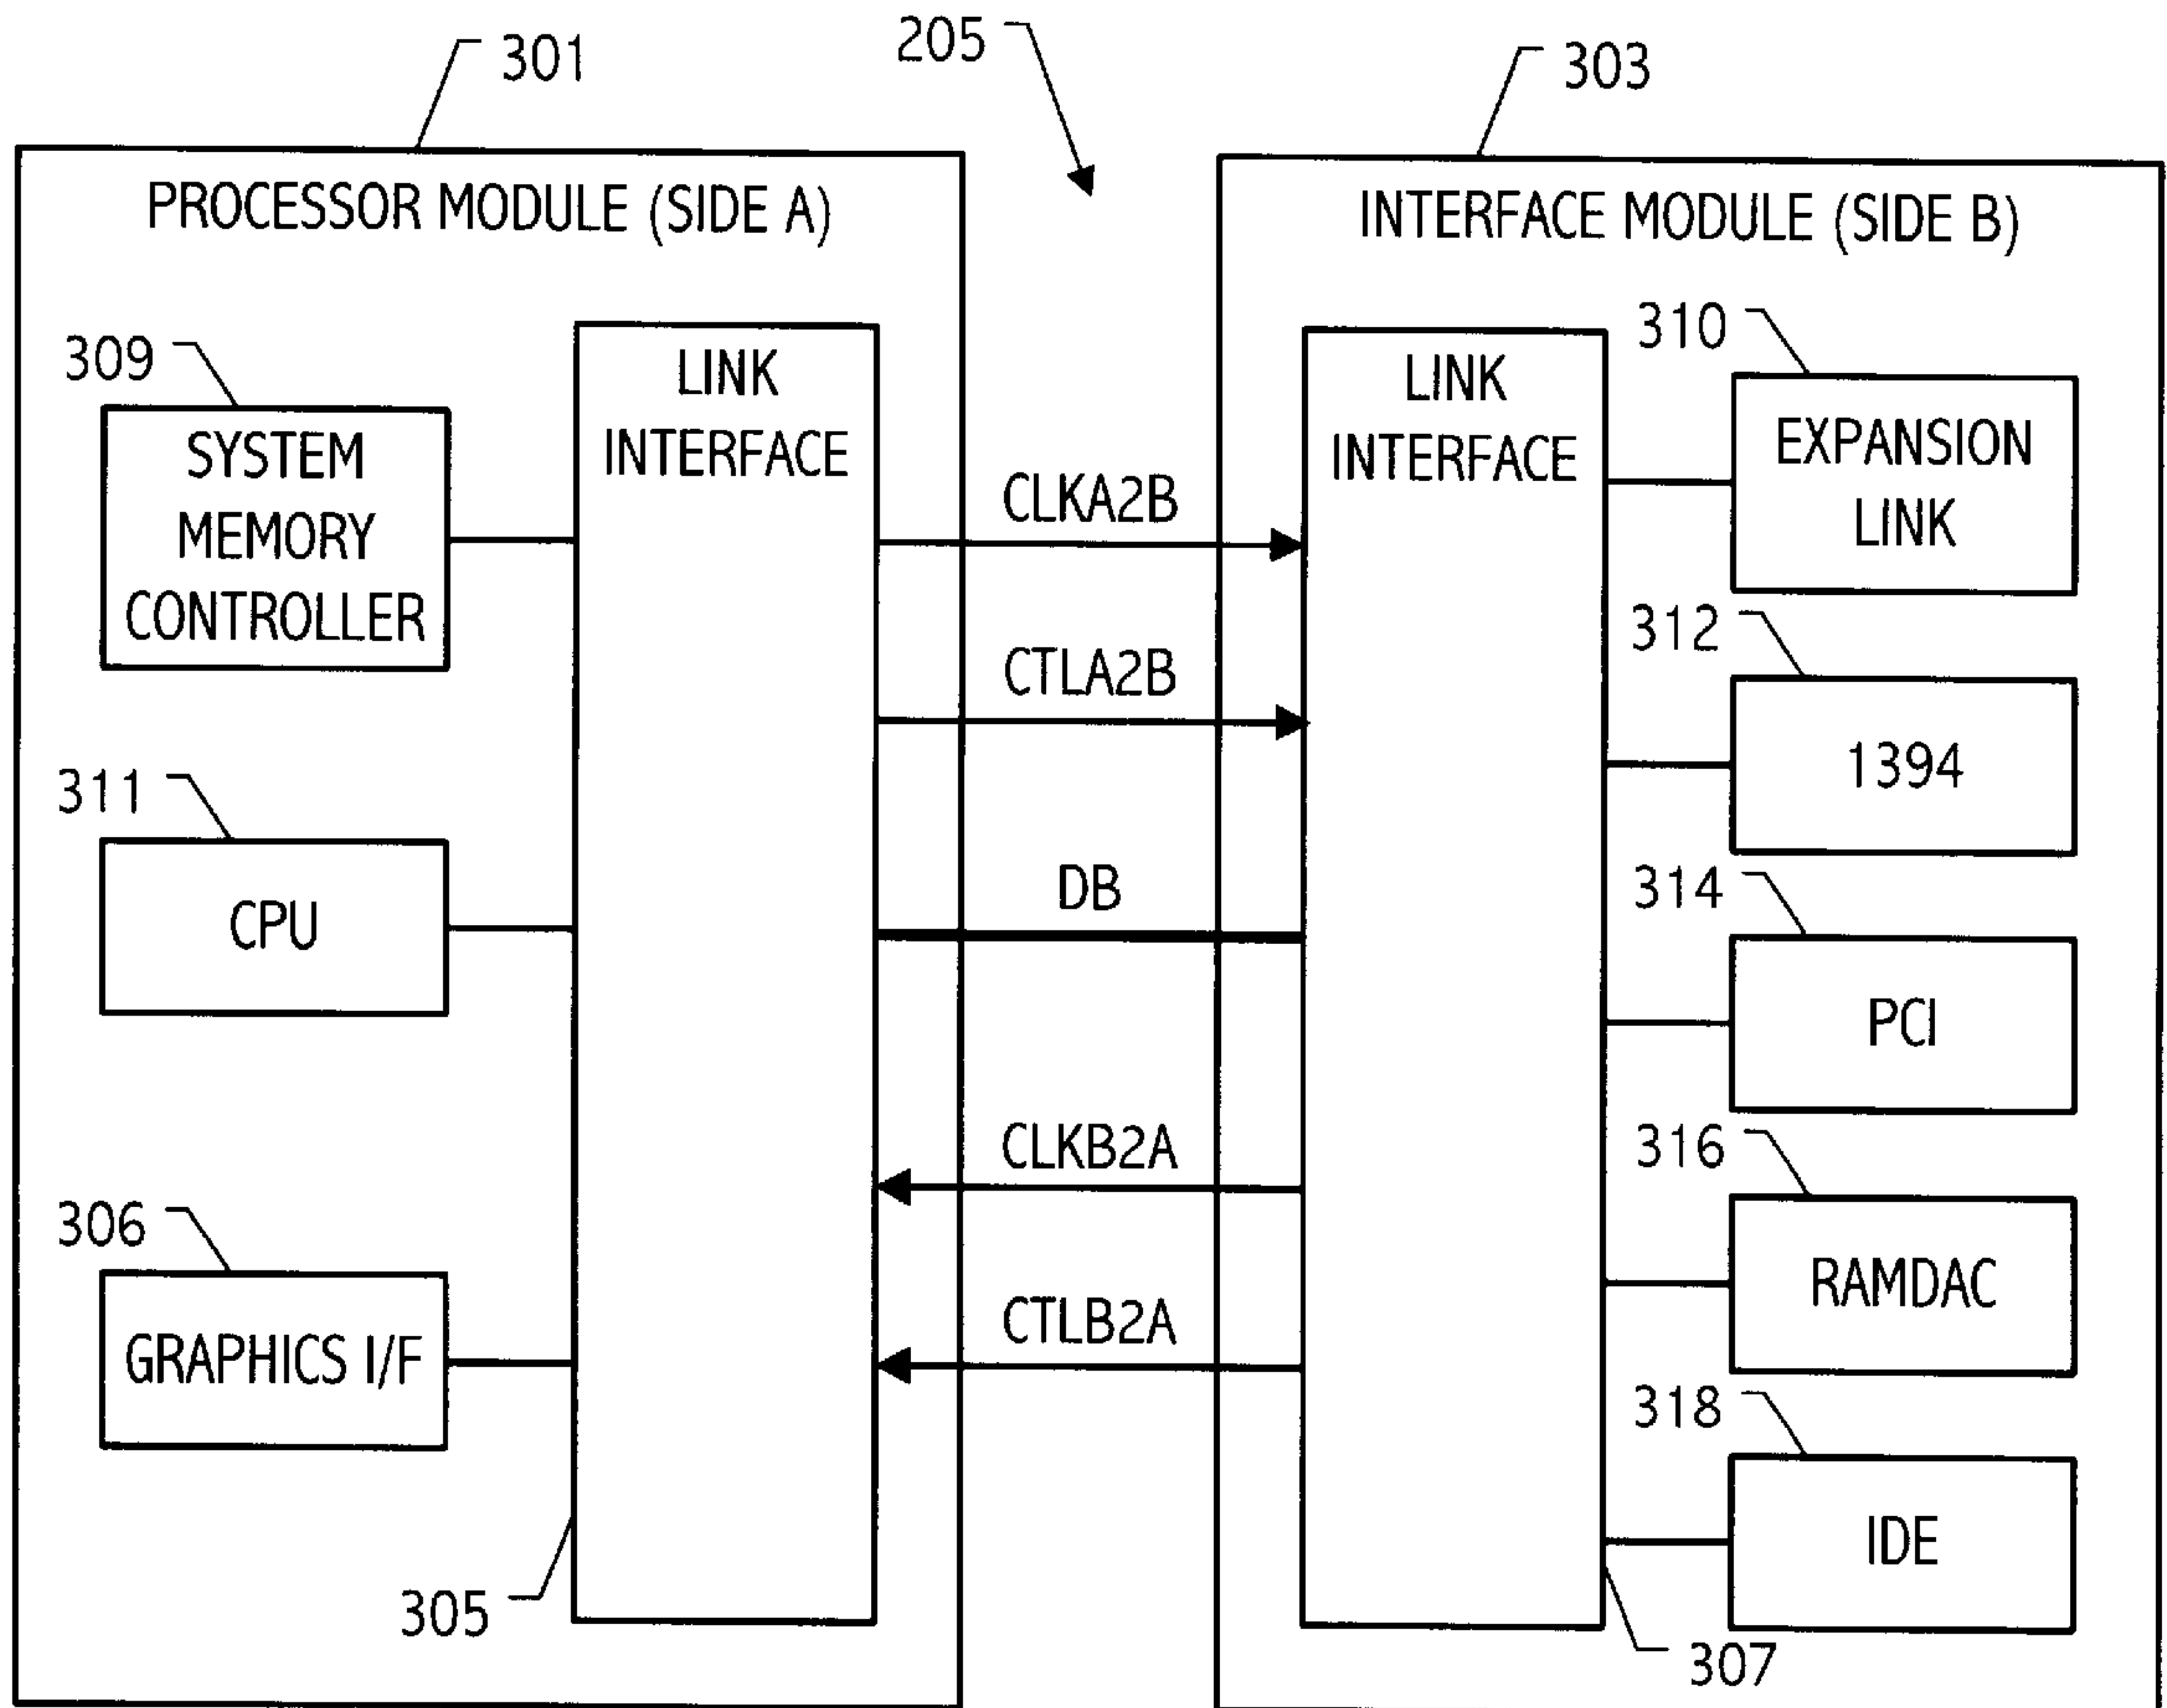 301
205
303
PROCESSOR MODULE (SIDE A)
INTERFACE MODULE (SIDE B)
309
SYSTEM
MEMORY
CONTROLLER
311
CPU
306
GRAPHICS I/F
LINK
INTERFACE
305
CLKA2B
CTLA2B
DB
CLKB2A
CTLB2A
LINK
INTERFACE
307
310
EXPANSION
LINK
312
1394
314
PCI
316
RAMDAC
318
IDE